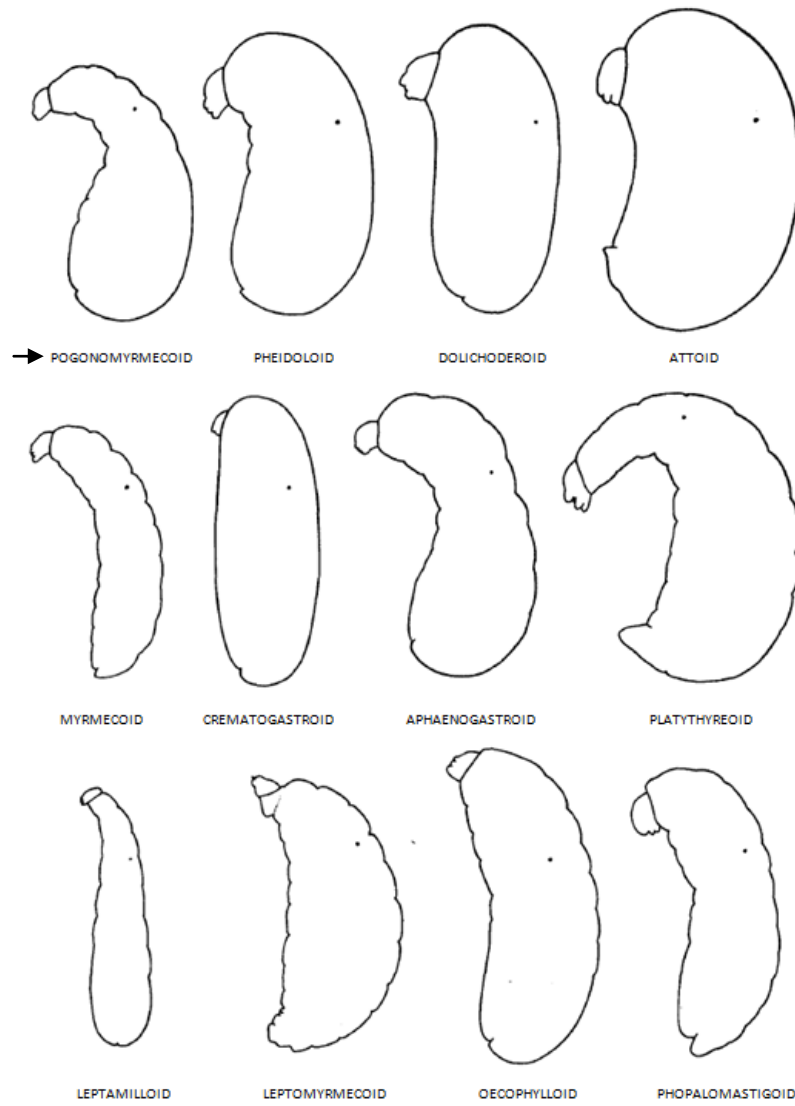 POGONOMYRMECOID PHEIDOLOID DOLICHODEROID ATTOID
MYRMECOID CREMATOGASTROID APHAENOGASTROID PLATYTHYREOID
LEPTAMILLOID LEPTOMYRMECOID OECOPHYLLOID PHOPALOMASTIGOID